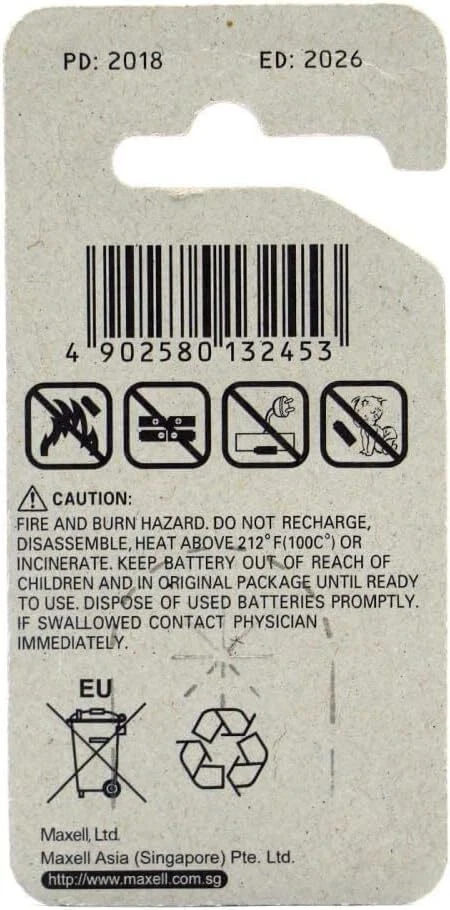 PD: 2018 ED: 2026
4 902580 132453
CAUTION:
FIRE AND BURN HAZARD. DO NOT RECHARGE,
DISASSEMBLE, HEAT ABOVE 212°F(100C°) OR
INCINERATE. KEEP BATTERY OUT OF REACH OF
CHILDREN AND IN ORIGINAL PACKAGE UNTIL READY
TO USE. DISPOSE OF USED BATTERIES PROMPTLY.
IF SWALLOWED CONTACT PHYSICIAN
IMMEDIATELY.
EU
Maxell, Ltd.
Maxell Asia (Singapore) Pte. Ltd.
http://www.maxell.com.sg